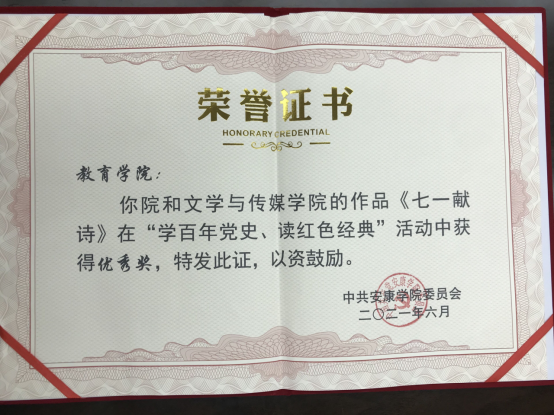 荣誉证书
HONORARY CREDENTIAL
教育学院：
你院和文学与传媒学院的作品《七一献
诗》在“学百年党史、读红色经典”活动中获
得优秀奖，特发此证，以资鼓励。
中共安康学院委员会
二〇二一年六月